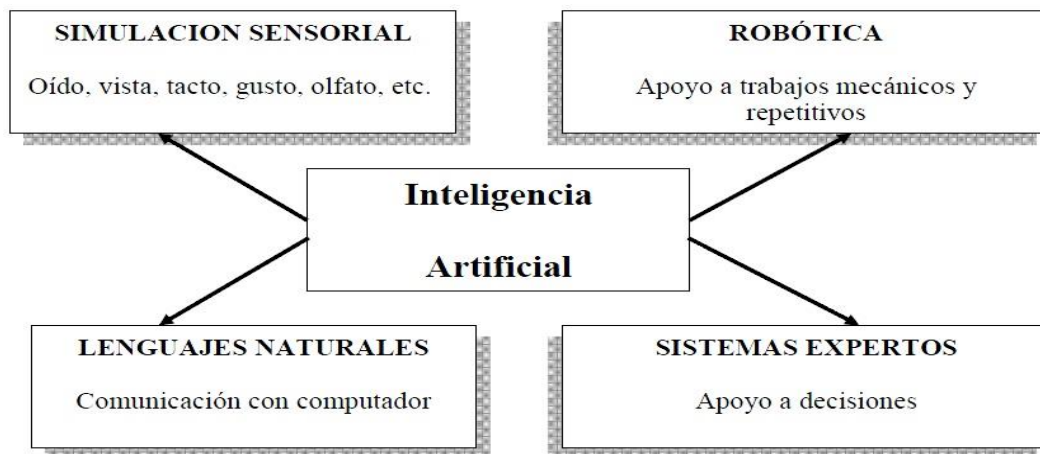 SIMULACION SENSORIAL
Oído, vista, tacto, gusto, olfato, etc.
ROBÓTICA
Apoyo a trabajos mecánicos y
repetitivos
Inteligencia
Artificial
LENGUAJES NATURALES
Comunicación con computador
SISTEMAS EXPERTOS
Apoyo a decisiones